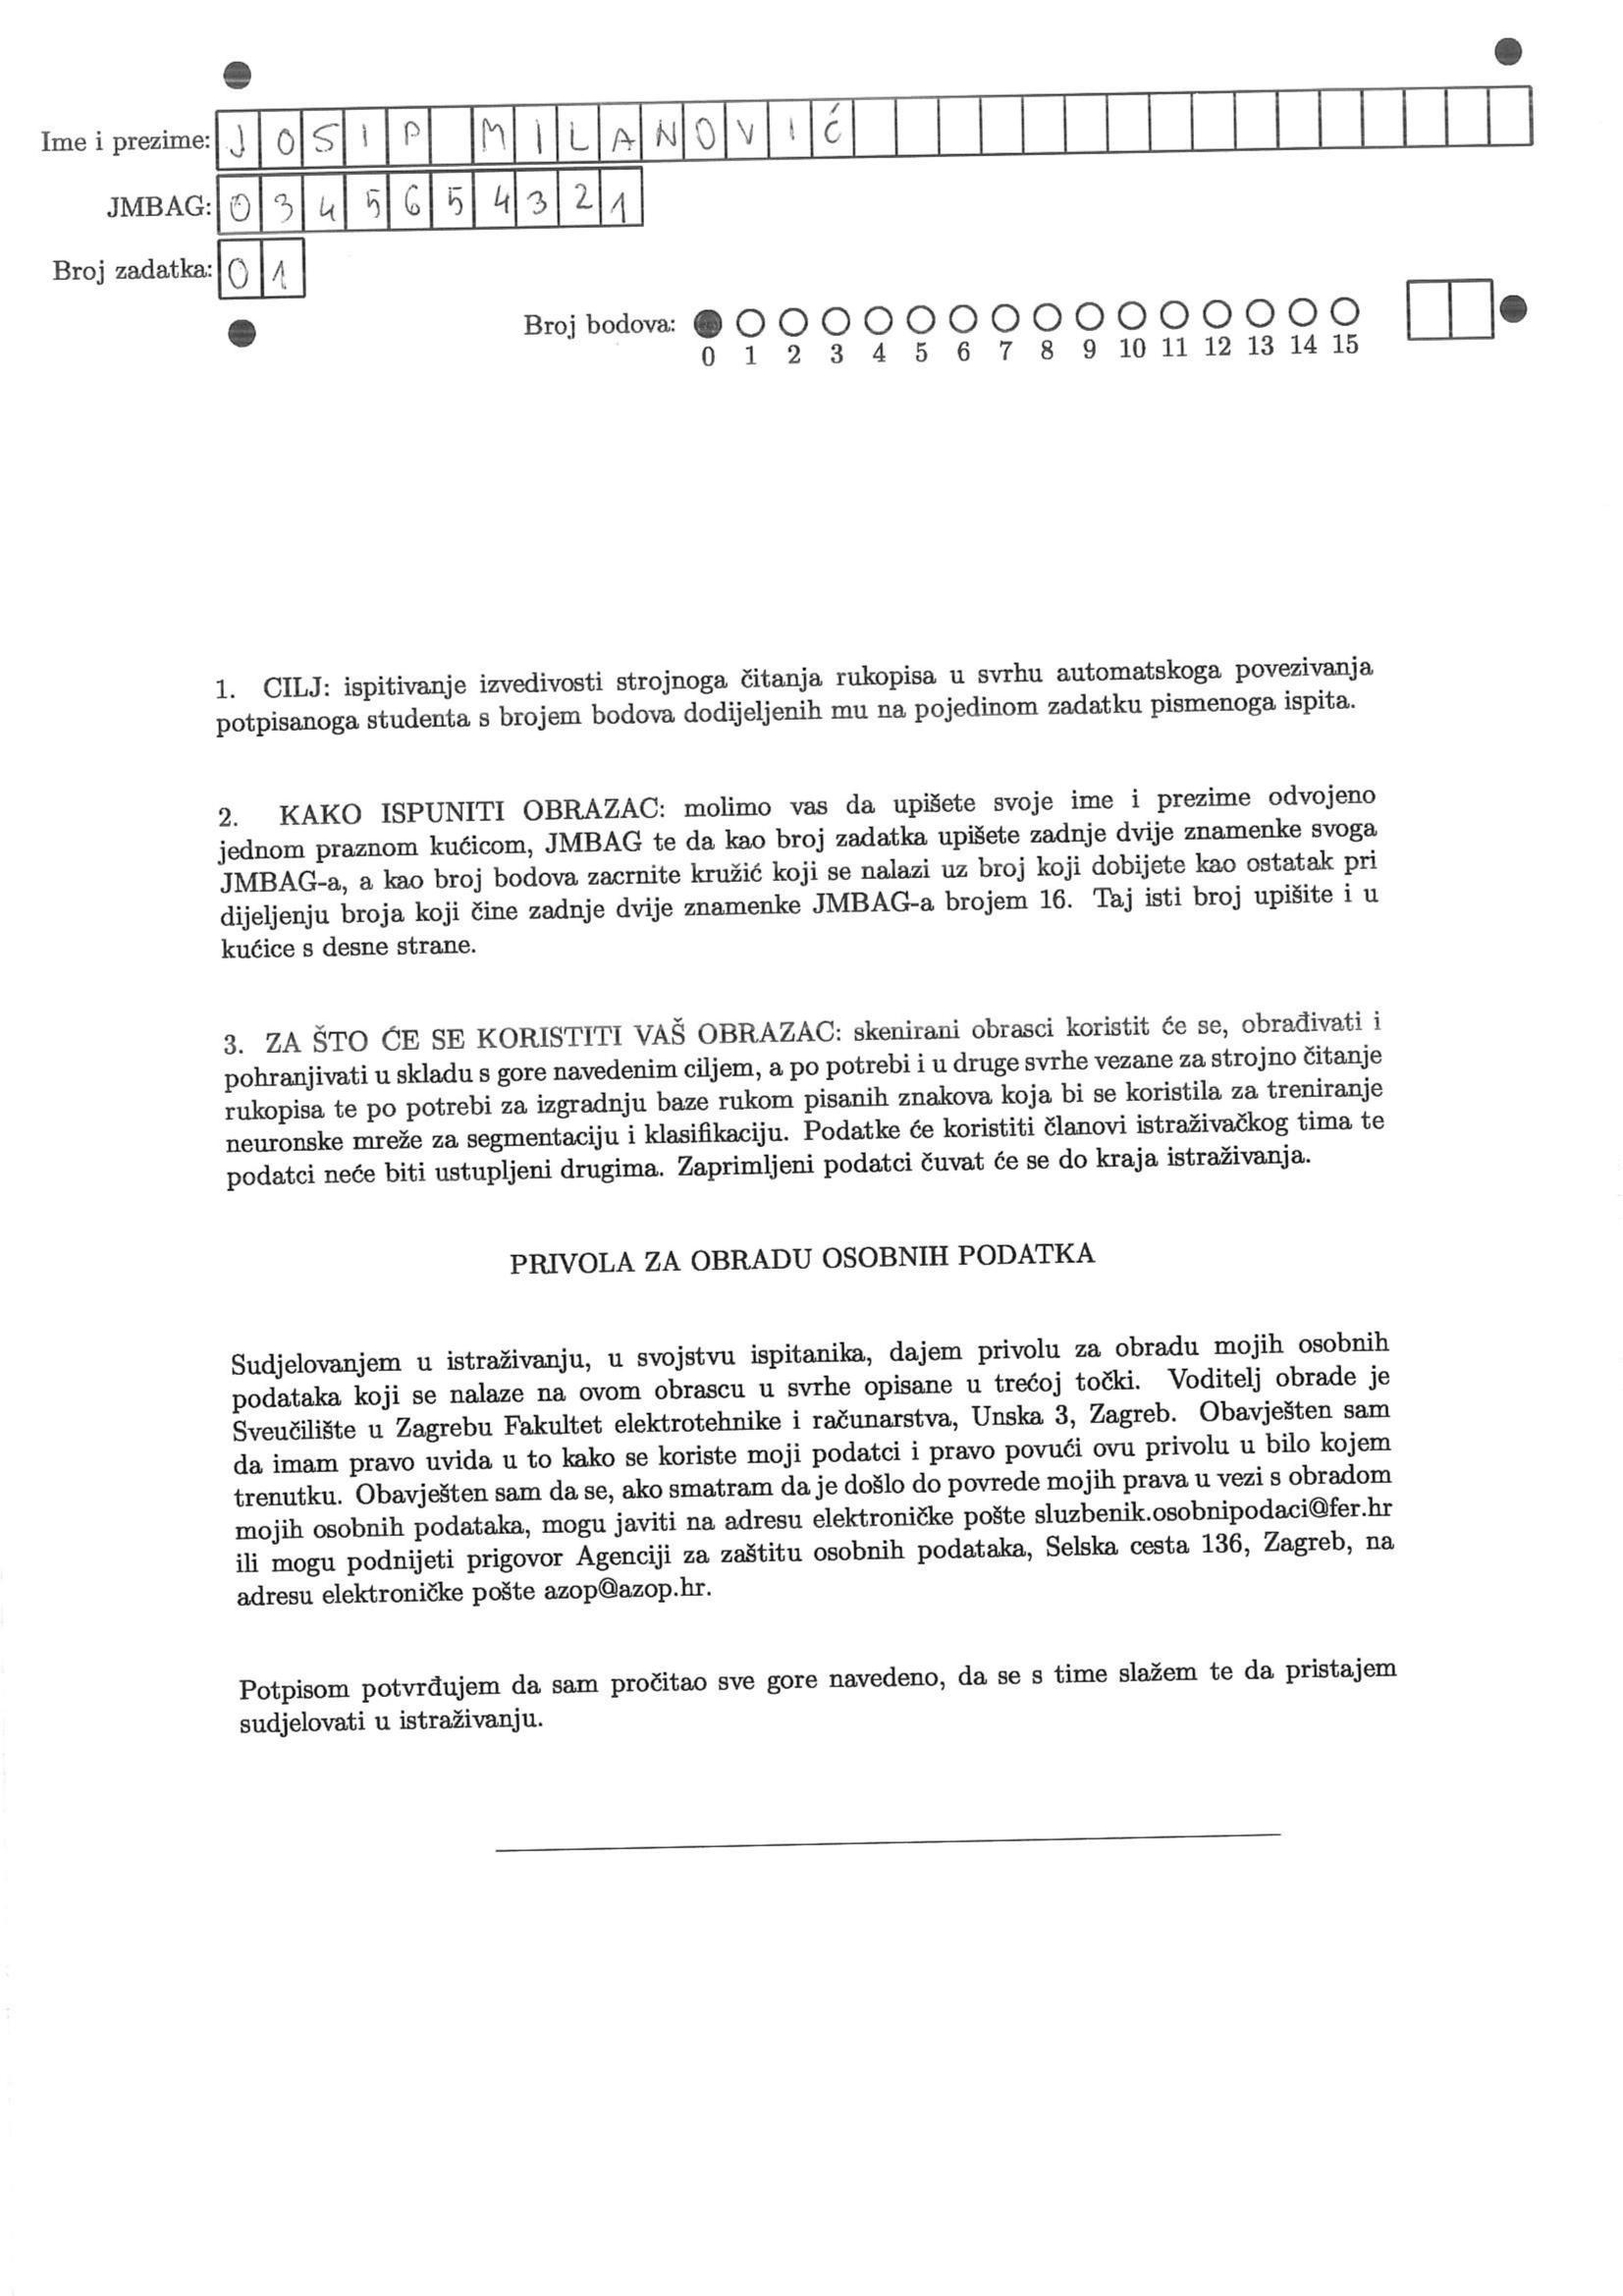 Ime i prezime: JOSIP MILANOVIĆ
JMBAG: 0345654321
Broj zadatka: 01
Broj bodova:
0 1 2 3 4 5 6 7 8 9 10 11 12 13 14 15
1. CILJ: ispitivanje izvedivosti strojnoga čitanja rukopisa u svrhu automatskoga povezivanja
potpisanoga studenta s brojem bodova dodijeljenih mu na pojedinom zadatku pismenoga ispita.
2. KAKO ISPUNITI OBRAZAC: molimo vas da upišete svoje ime i prezime odvojeno
jednom praznom kućicom, JMBAG te da kao broj zadatka upišete zadnje dvije znamenke svoga
JMBAG-a, a kao broj bodova zacrnite kružić koji se nalazi uz broj koji dobijete kao ostatak pri
dijeljenju broja koji čine zadnje dvije znamenke JMBAG-a brojem 16. Taj isti broj upišite i u
kućice s desne strane.
3. ZA ŠTO ĆE SE KORISTITI VAŠ OBRAZAC: skenirani obrasci koristit će se, obrađivati i
pohranjivati u skladu s gore navedenim ciljem, a po potrebi i u druge svrhe vezane za strojno čitanje
rukopisa te po potrebi za izgradnju baze rukom pisanih znakova koja bi se koristila za treniranje
neuronske mreže za segmentaciju i klasifikaciju. Podatke će koristiti članovi istraživačkog tima te
podatci neće biti ustupljeni drugima. Zaprimljeni podatci čuvat će se do kraja istraživanja.
PRIVOLA ZA OBRADU OSOBNIH PODATKA
Sudjelovanjem u istraživanju, u svojstvu ispitanika, dajem privolu za obradu mojih osobnih
podataka koji se nalaze na ovom obrascu u svrhe opisane u trećoj točki. Voditelj obrade je
Sveučilište u Zagrebu Fakultet elektrotehnike i računarstva, Unska 3, Zagreb. Obavješten sam
da imam pravo uvida u to kako se koriste moji podatci i pravo povući ovu privolu u bilo kojem
trenutku. Obavješten sam da se, ako smatram da je došlo do povrede mojih prava u vezi s obradom
mojih osobnih podataka, mogu javiti na adresu elektroničke pošte sluzbenik.osobnipodaci@fer.hr
ili mogu podnijeti prigovor Agenciji za zaštitu osobnih podataka, Selska cesta 136, Zagreb, na
adresu elektroničke pošte azop@azop.hr.
Potpisom potvrđujem da sam pročitao sve gore navedeno, da se s time slažem te da pristajem
sudjelovati u istraživanju.